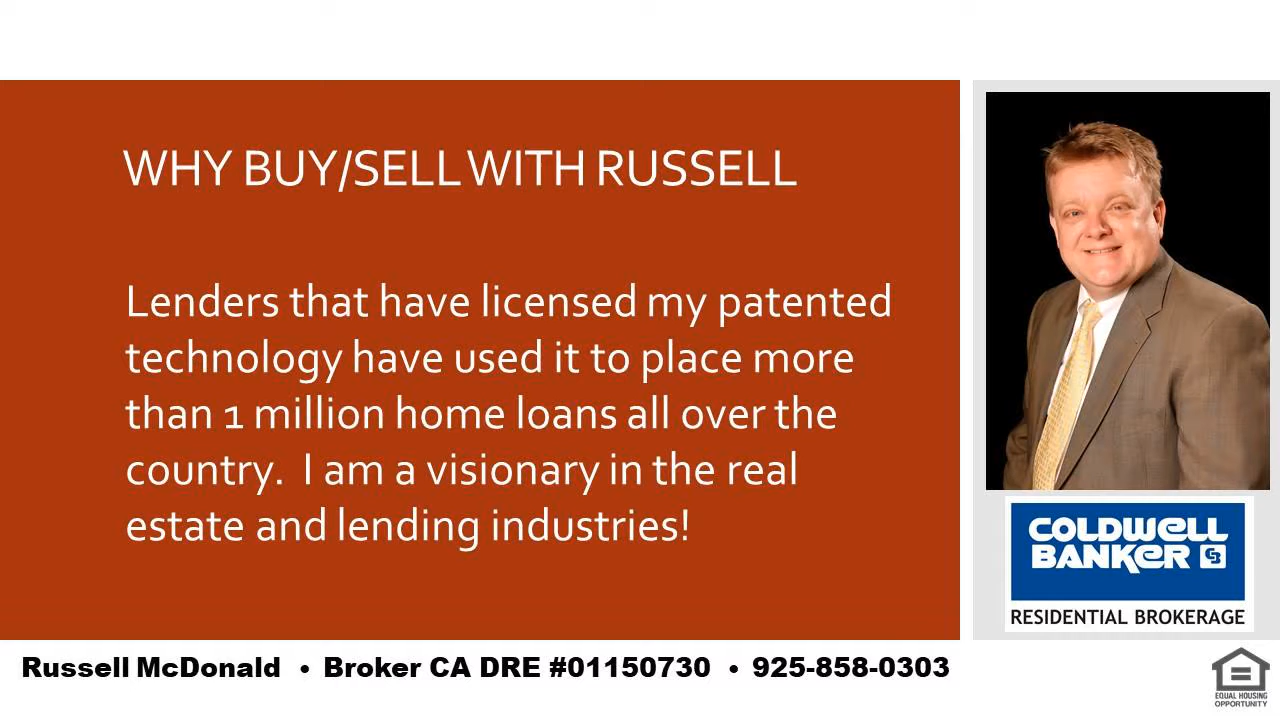 WHY BUY/SELL WITH RUSSELL
Lenders that have licensed my patented
technology have used it to place more
than 1 million home loans all over the
country.  I am a visionary in the real
estate and lending industries!
COLDWELL
BANKER CB
RESIDENTIAL BROKERAGE
Russell McDonald • Broker CA DRE #01150730 • 925-858-0303
EQUAL HOUSING
OPPORTUNITY